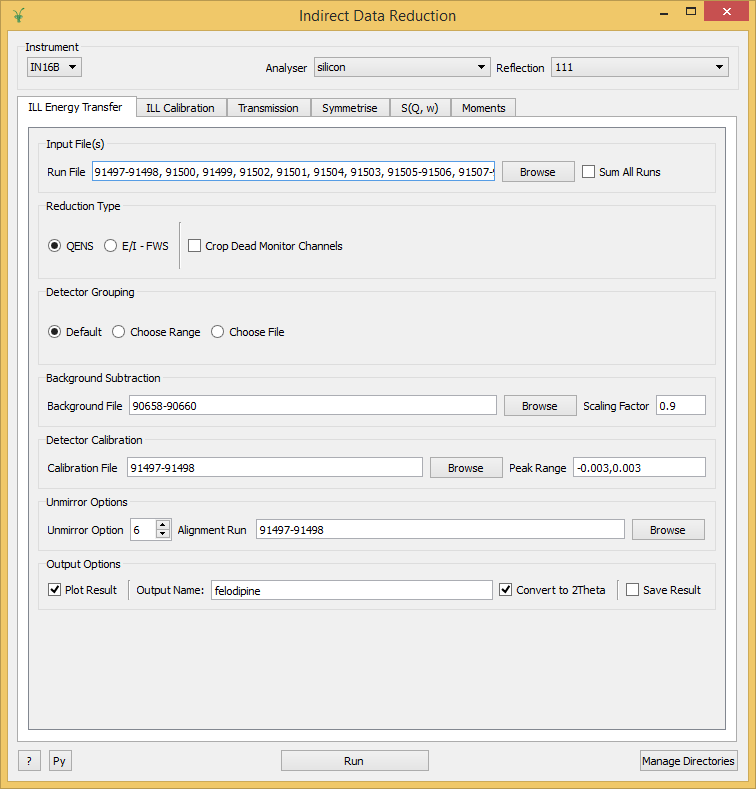 Indirect Data Reduction
Instrument
IN16B Analyser silicon Reflection 111
ILL Energy Transfer ILL Calibration Transmission Symmetrise S(Q, w) Moments
Input File(s)
Run File 91497-91498, 91500, 91499, 91502, 91501, 91504, 91503, 91505-91506, 91507- Browse Sum All Runs
Reduction Type
QENS E/I - FWS Crop Dead Monitor Channels
Detector Grouping
Default Choose Range Choose File
Background Subtraction
Background File 90658-90660 Browse Scaling Factor 0.9
Detector Calibration
Calibration File 91497-91498 Browse Peak Range -0.003,0.003
Unmirror Options
Unmirror Option 6 Alignment Run 91497-91498 Browse
Output Options
Plot Result Output Name: felodipine Convert to 2Theta Save Result
? Py Run Manage Directories